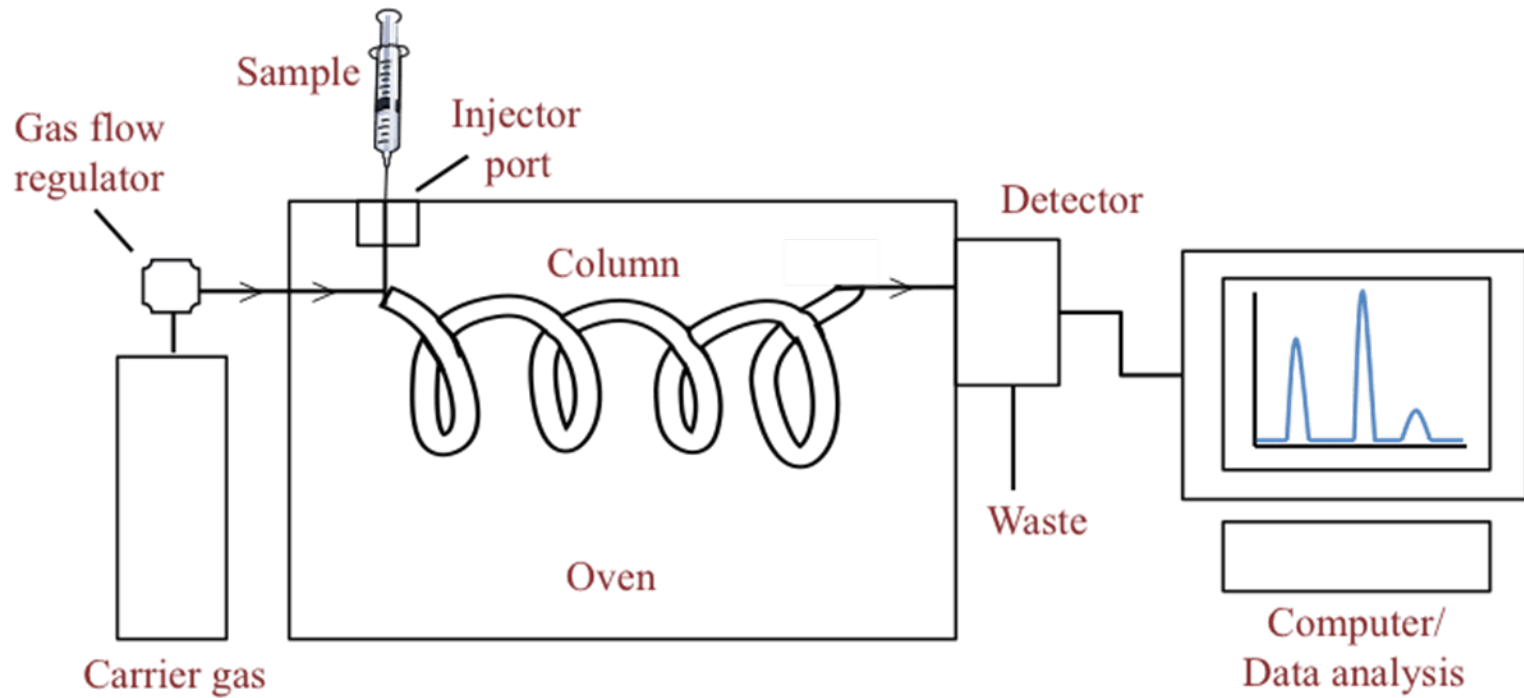 Sample
Gas flow
regulator
Injector
port
Detector
Column
Oven
Waste
Carrier gas
Computer/
Data analysis